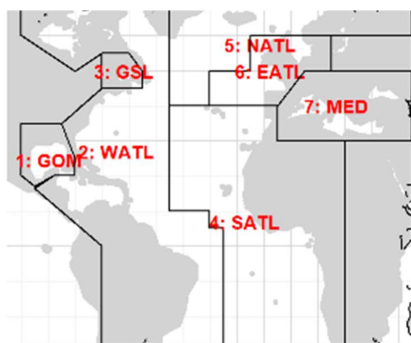 5: NATL
3: GSL
6: EATL
7: MED
1: GOM
2: WATL
4: SATL